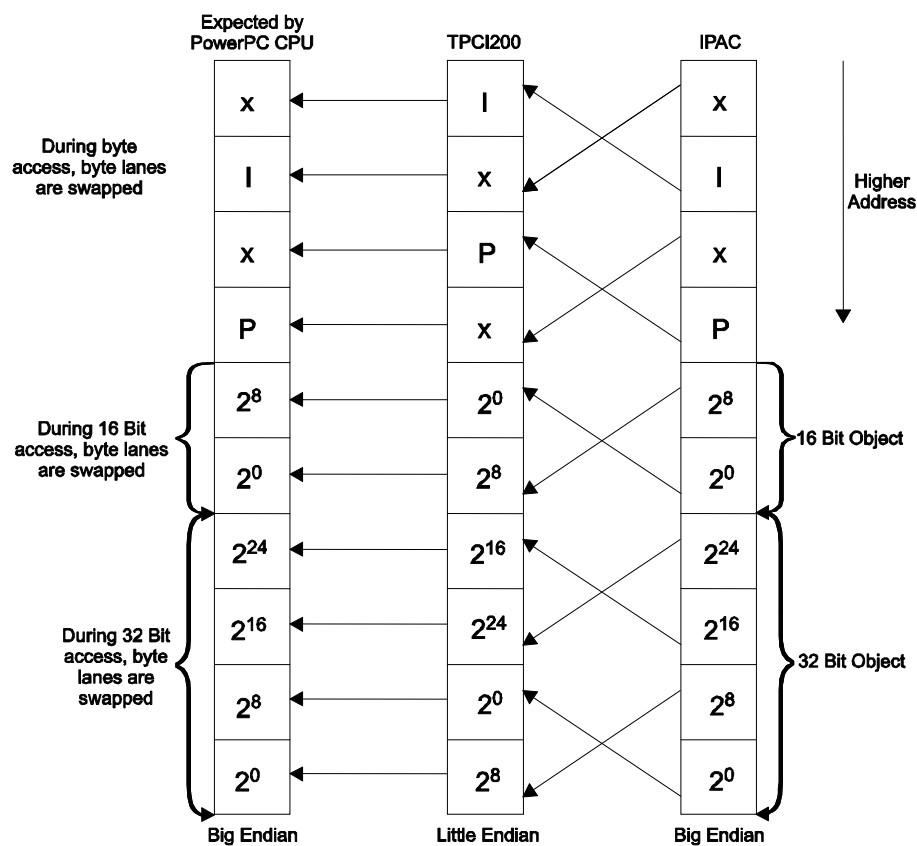 Expected by
PowerPC CPU
TPCI200
IPAC
x
I
x
During byte
access, byte lanes
are swapped
I
x
I
Higher
Address
x
P
x
P
x
P
2⁸
2⁰
2⁸
During 16 Bit
access, byte lanes
are swapped
16 Bit Object
2⁰
2⁸
2⁰
2²⁴
2¹⁶
2²⁴
2¹⁶
2²⁴
2¹⁶
During 32 Bit
access, byte
lanes are
swapped
32 Bit Object
2⁸
2⁰
2⁸
2⁰
2⁸
2⁰
Big Endian
Little Endian
Big Endian